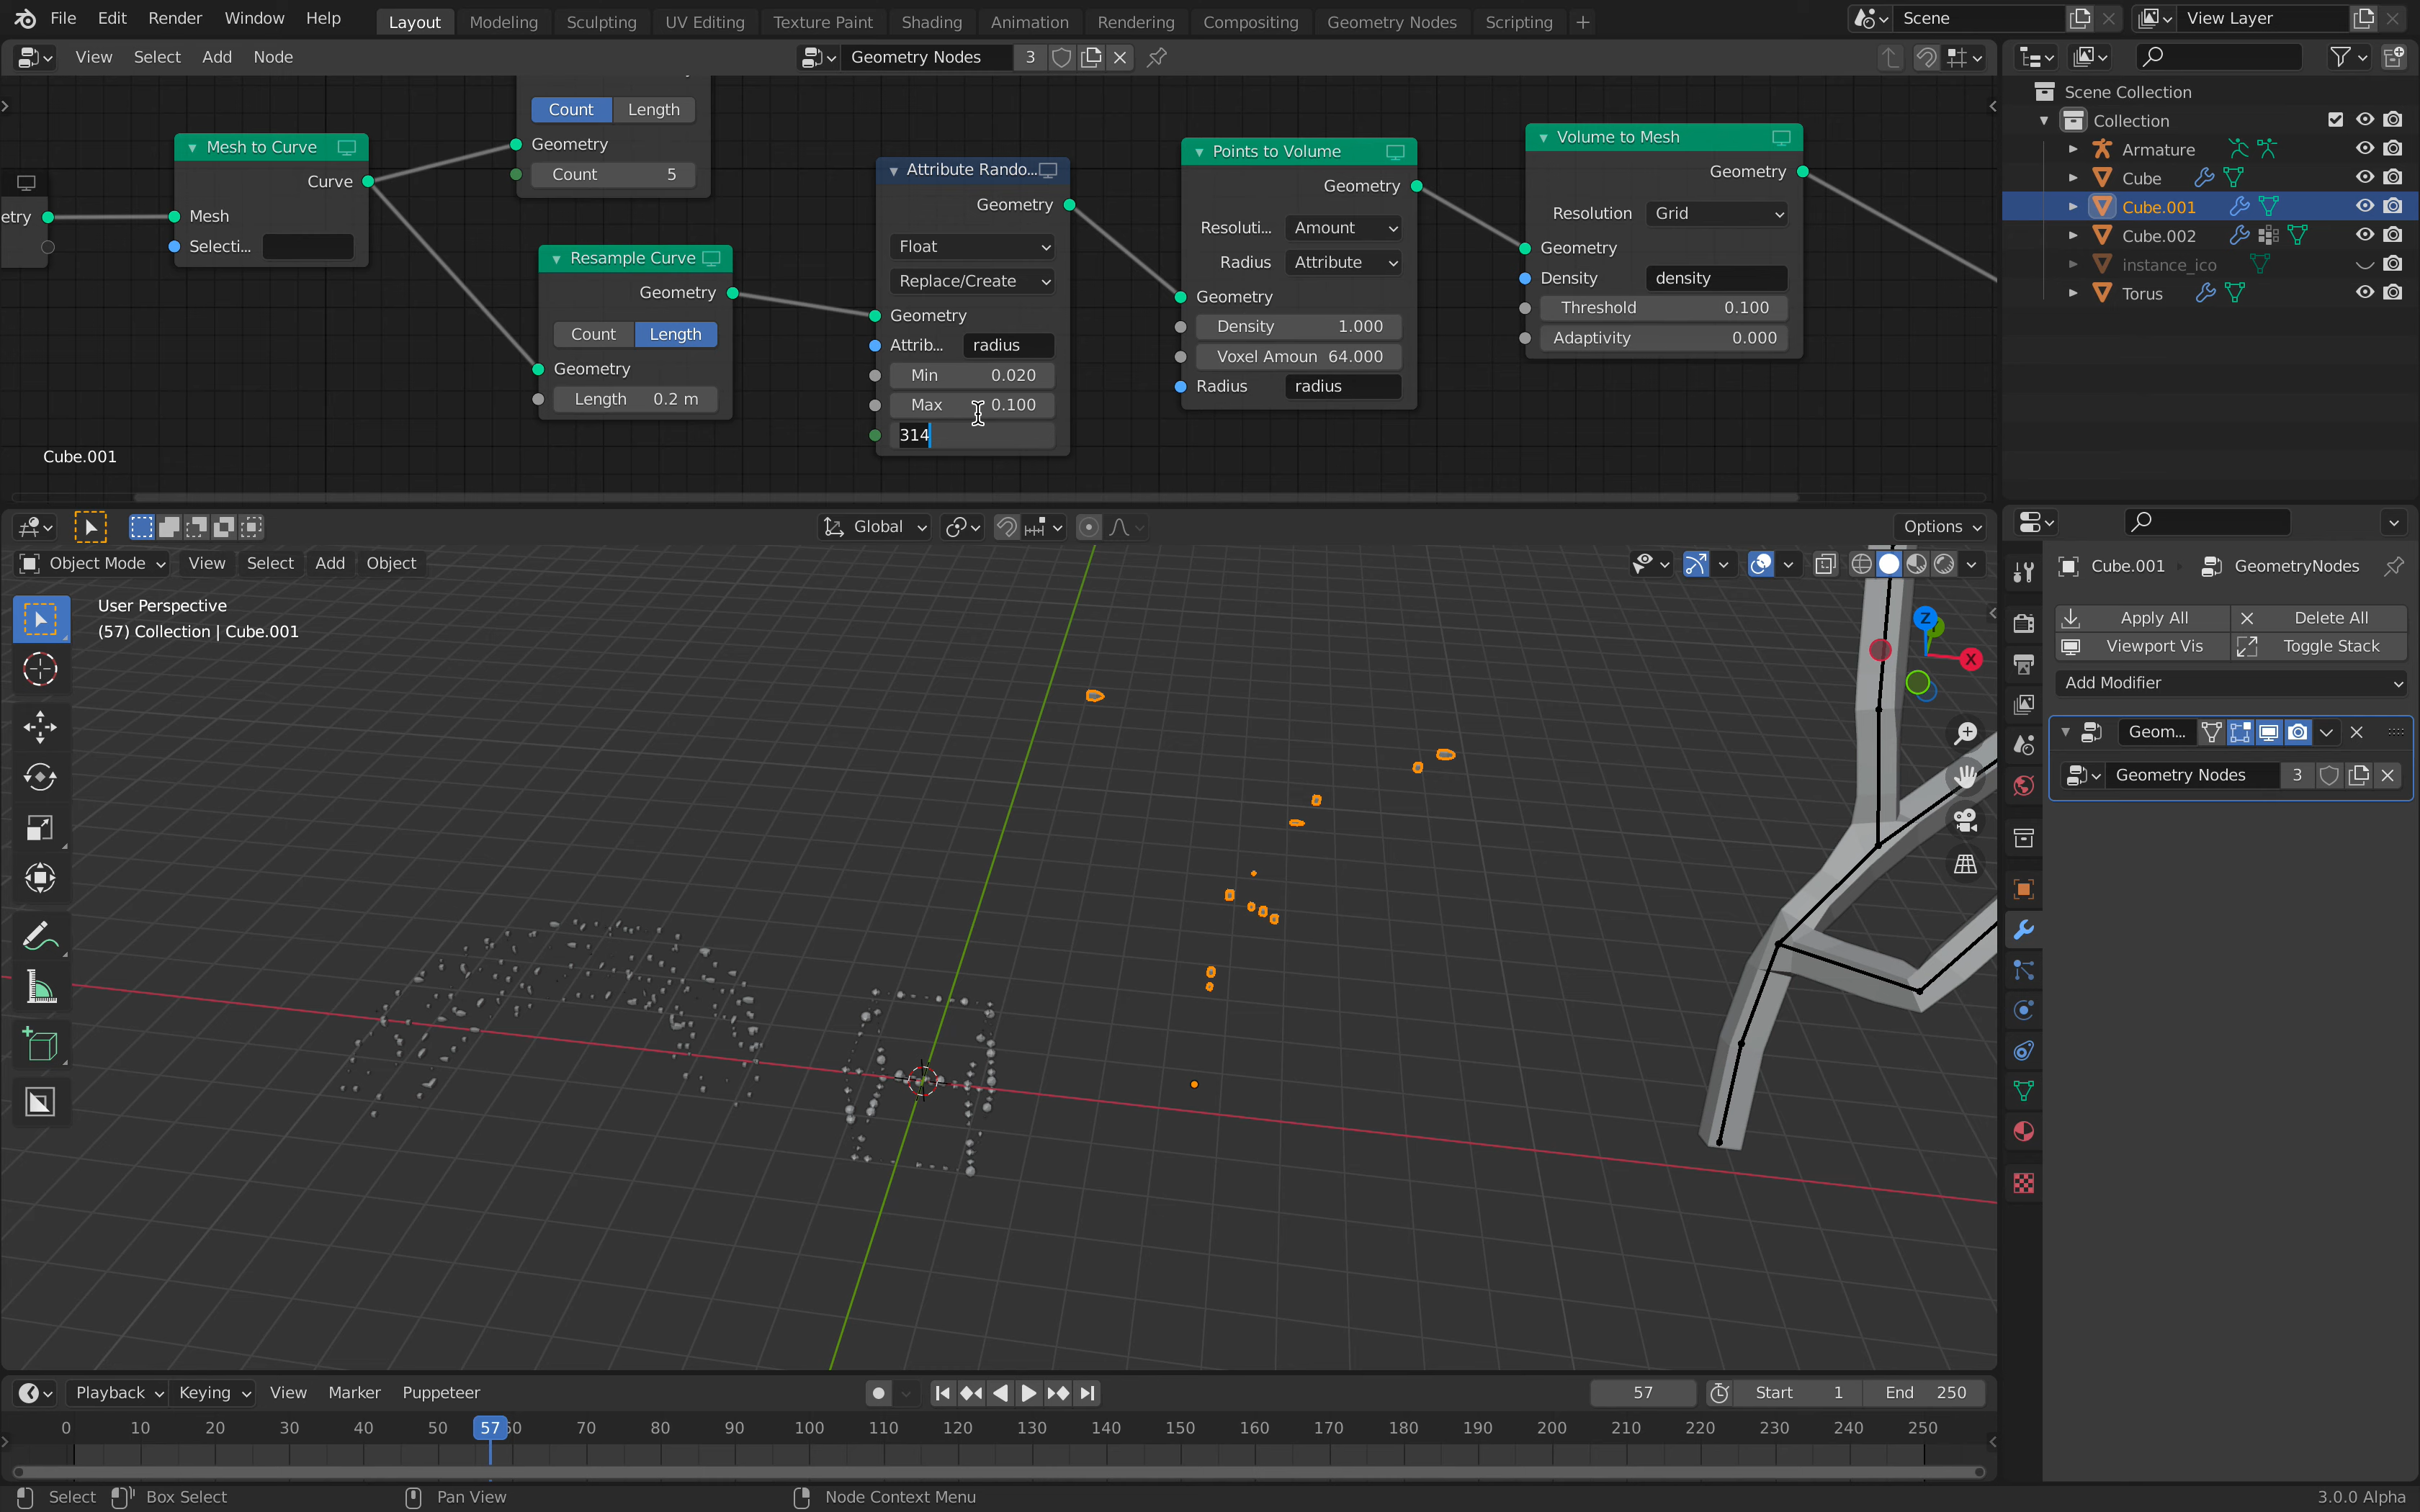 File Edit Render Window Help Layout Modeling Sculpting UV Editing Texture Paint Shading Animation Rendering Compositing Geometry Nodes Scripting Scene View Layer
View Select Add Node Geometry Nodes 3
Scene Collection
Collection
Armature
Cube
Cube.001
Cube.002
instance_ico
Torus
etry
Mesh to Curve
Curve
Mesh
Selecti...
Count Length
Geometry
Count 5
Resample Curve
Geometry
Count Length
Geometry
Length 0.2 m
Attribute Rando...
Geometry
Float
Replace/Create
Geometry
Attrib... radius
Min 0.020
Max 0.100
314
Points to Volume
Geometry
Resoluti... Amount
Radius Attribute
Geometry
Density 1.000
Voxel Amoun 64.000
Radius radius
Volume to Mesh
Geometry
Resolution Grid
Geometry
Density density
Threshold 0.100
Adaptivity 0.000
Cube.001
Global Options
Object Mode View Select Add Object
User Perspective
(57) Collection | Cube.001
Z
X
Cube.001 GeometryNodes
Apply All Delete All
Viewport Vis Toggle Stack
Add Modifier
Geom...
Geometry Nodes 3
Playback Keying View Marker Puppeteer 57 Start 1 End 250
0 10 20 30 40 50 57 60 70 80 90 100 110 120 130 140 150 160 170 180 190 200 210 220 230 240 250
Select Box Select Pan View Node Context Menu 3.0.0 Alpha